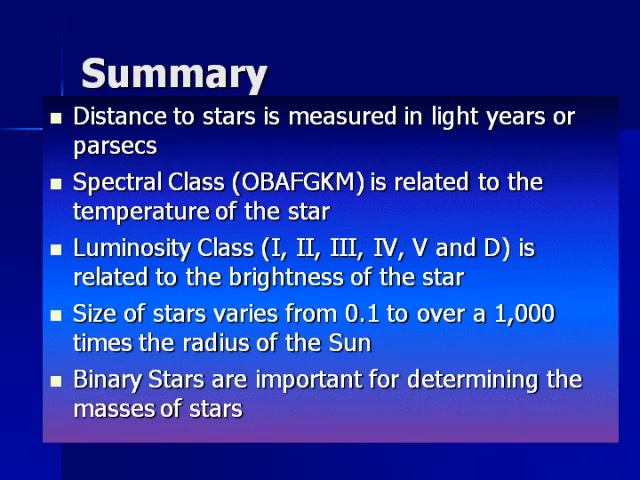 Summary
Distance to stars is measured in light years or
parsecs
Spectral Class (OBAFGKM) is related to the
temperature of the star
Luminosity Class (I, II, III, IV, V and D) is
related to the brightness of the star
Size of stars varies from 0.1 to over a 1,000
times the radius of the Sun
Binary Stars are important for determining the
masses of stars